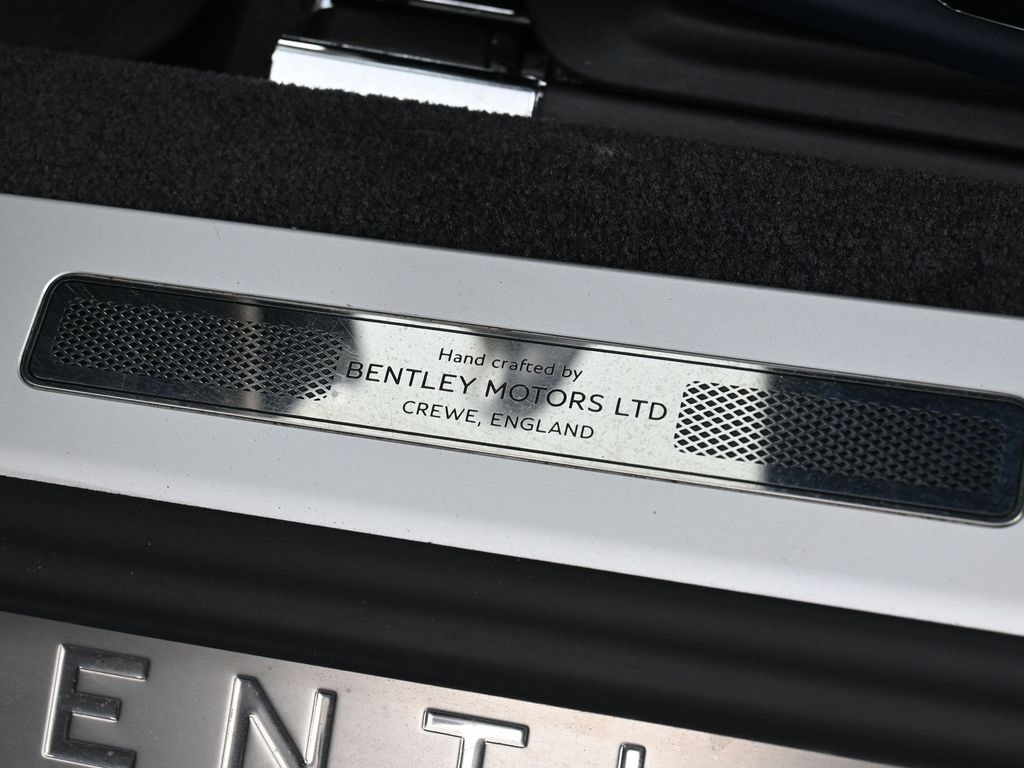 Hand crafted by
BENTLEY MOTORS LTD
CREWE, ENGLAND
ENTL